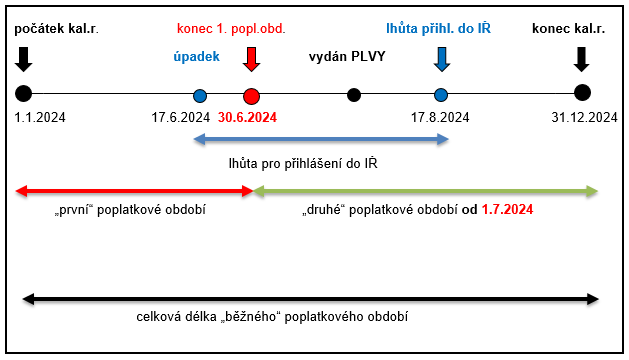 počátek kal.r.
konec 1. popl.obd.
lhůta přihl. do IŘ
konec kal.r.
úpadek
vydán PLVY
1.1.2024
17.6.2024
30.6.2024
17.8.2024
31.12.2024
lhůta pro přihlášení do IŘ
„první“ poplatkové období
„druhé“ poplatkové období od 1.7.2024
celková délka „běžného“ poplatkového období